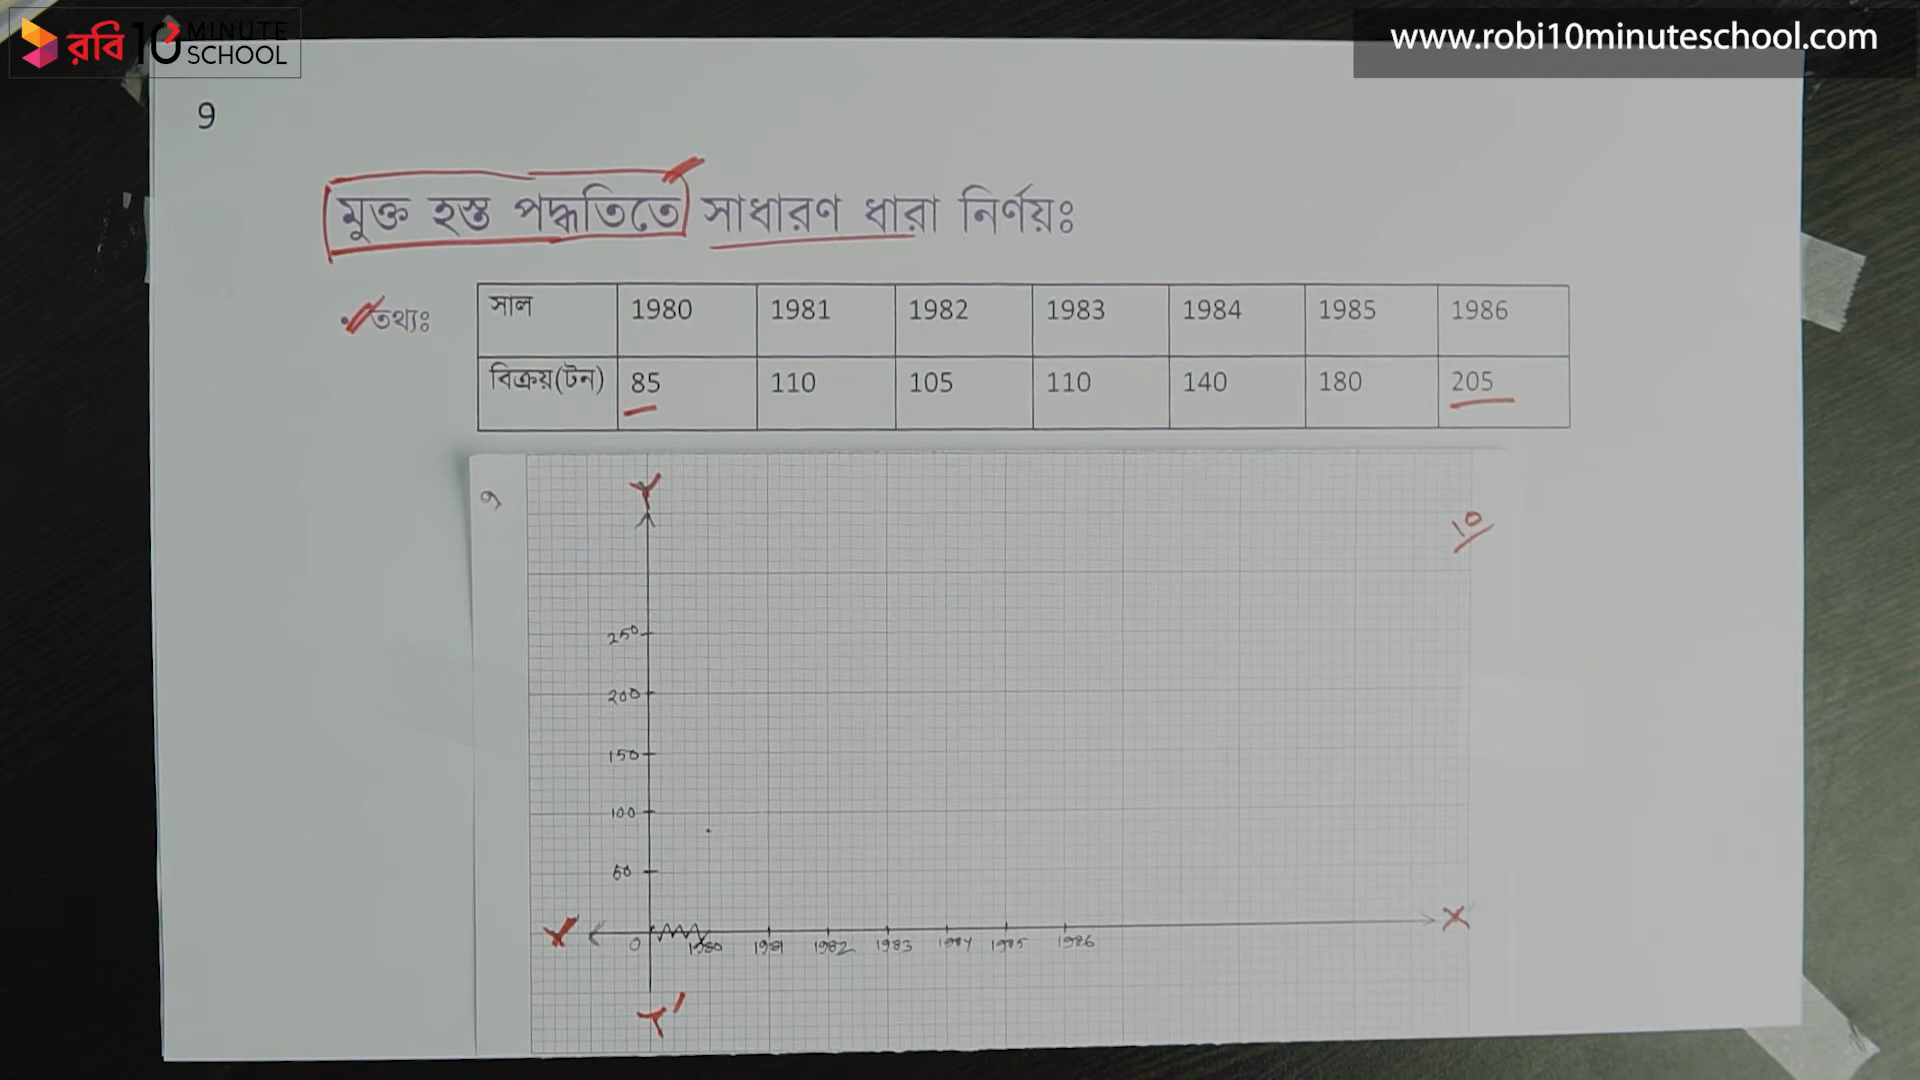 রবি 10 MINUTE SCHOOL
www.robi10minuteschool.com
9
মুক্ত হস্ত পদ্ধতিতে সাধারণ ধারা নির্ণয়ঃ
তথ্যঃ
সাল 1980 1981 1982 1983 1984 1985 1986
বিক্রয়(টন) 85 110 105 110 140 180 205
9
Y
10
250
200
150
100
50
X
0 1980 1981 1982 1983 1984 1985 1986
X
Y'